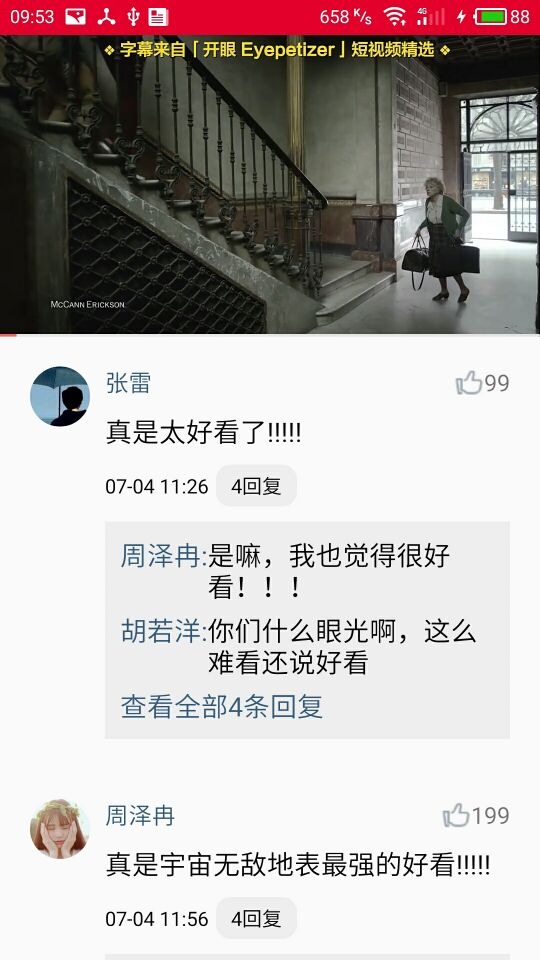 09:53
658 K/s
4G
88
❖ 字幕来自「开眼 Eyepetizer」短视频精选 ❖
McCann Erickson
张雷
99
真是太好看了!!!!!
07-04 11:26
4回复
周泽冉:是嘛，我也觉得很好
看！！！
胡若洋:你们什么眼光啊，这么
难看还说好看
查看全部4条回复
周泽冉
199
真是宇宙无敌地表最强的好看!!!!!
07-04 11:56
4回复